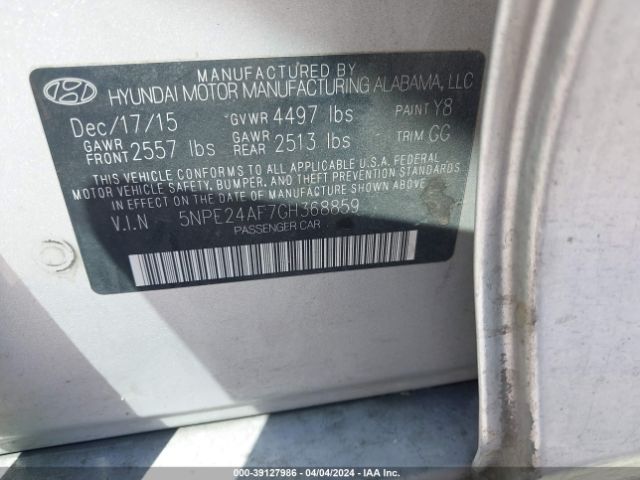 MANUFACTURED BY
HYUNDAI MOTOR MANUFACTURING ALABAMA, LLC
Dec/17/15 GVWR 4497 lbs PAINT Y8
GAWR FRONT 2557 lbs GAWR REAR 2513 lbs TRIM GG
THIS VEHICLE CONFORMS TO ALL APPLICABLE U.S.A. FEDERAL
MOTOR VEHICLE SAFETY, BUMPER, AND THEFT PREVENTION STANDARDS
IN EFFECT ON THE DATE OF MANUFACTURE SHOWN ABOVE.
V.I.N 5NPE24AF7GH368859
PASSENGER CAR
000-39127986 - 04/04/2024 - IAA Inc.